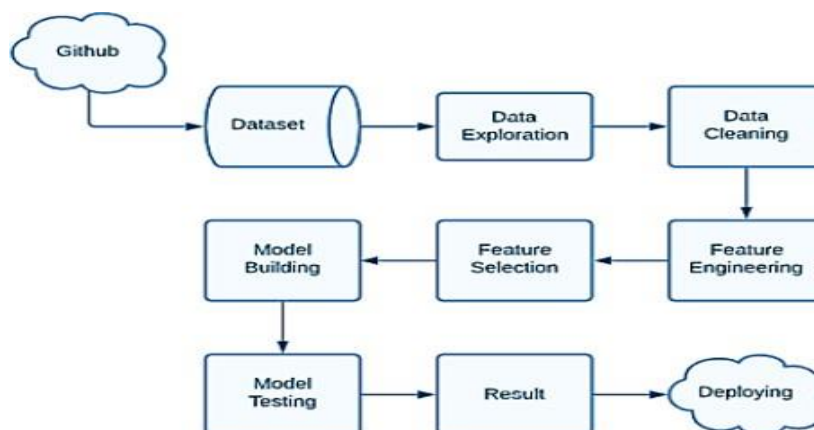 Github
Dataset
Data
Exploration
Data
Cleaning
Feature
Engineering
Feature
Selection
Model
Building
Model
Testing
Result
Deploying